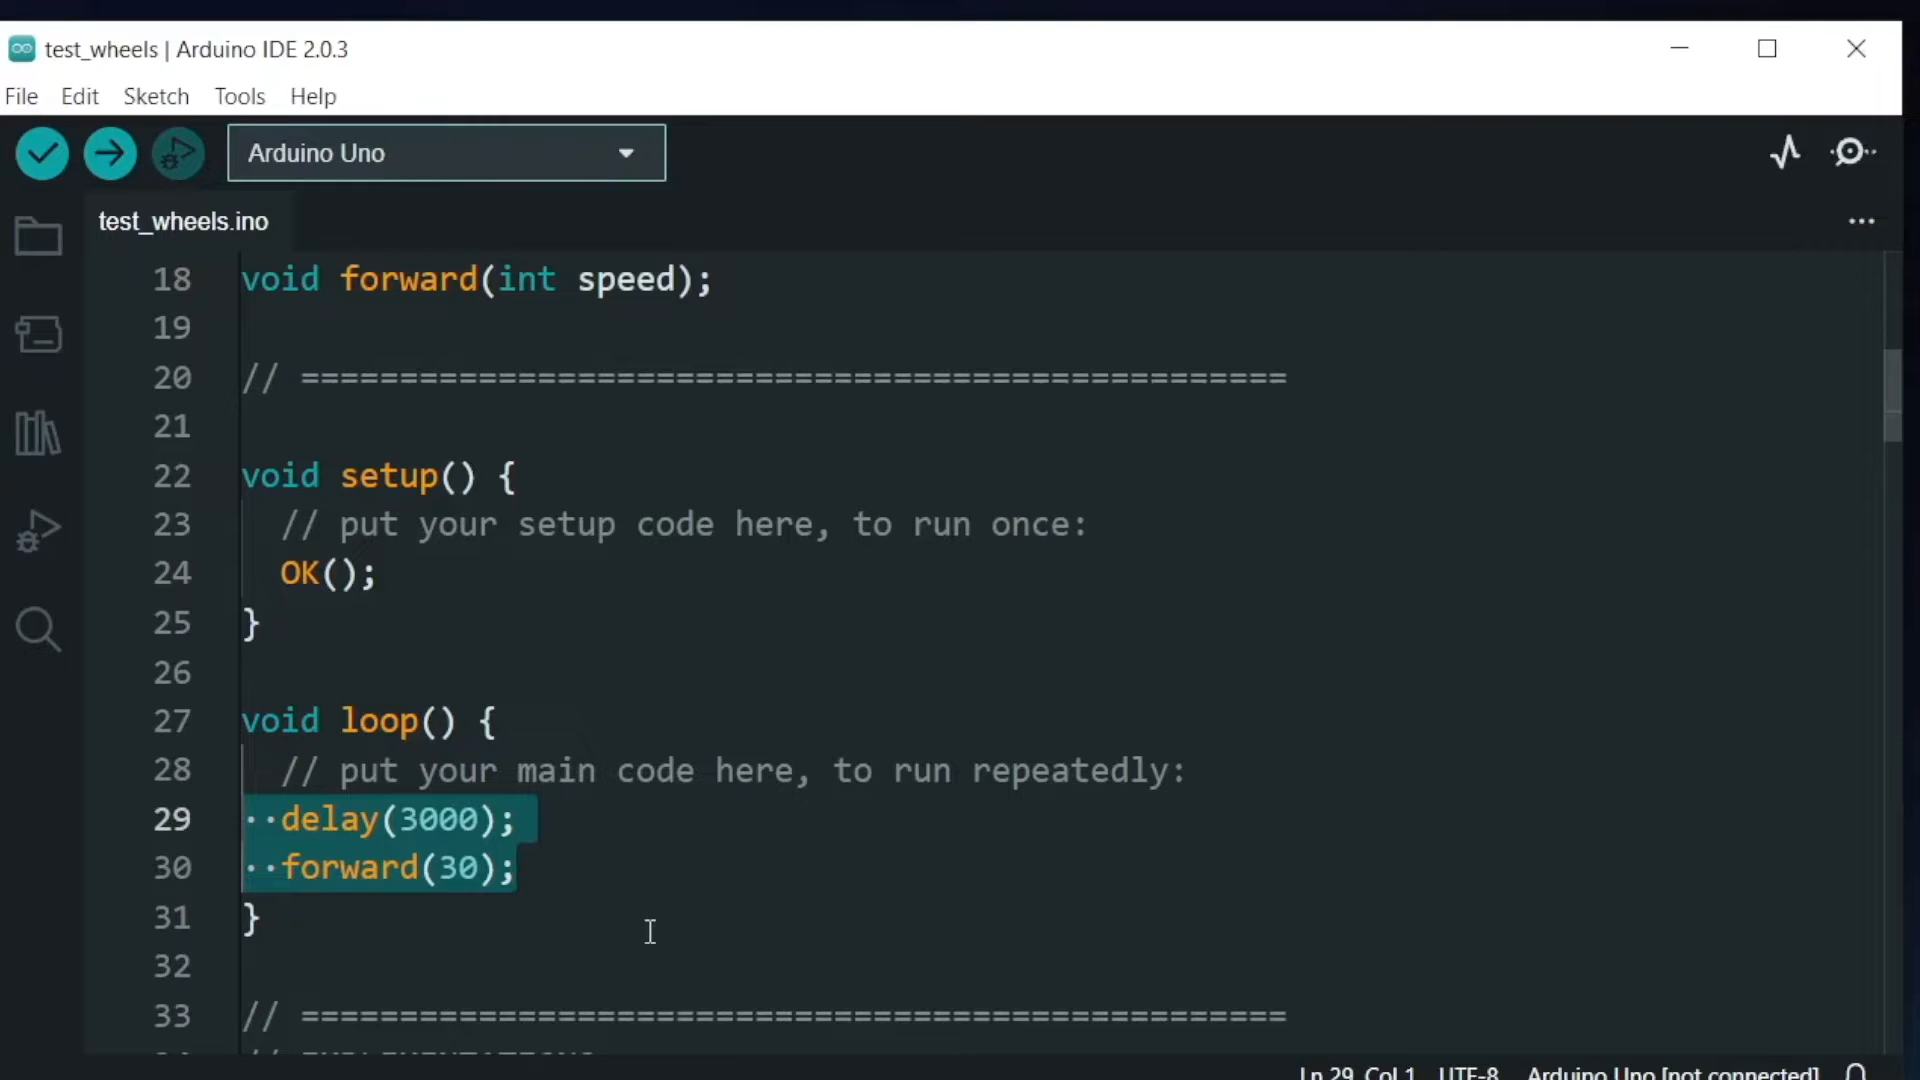 test_wheels | Arduino IDE 2.0.3
File Edit Sketch Tools Help
Arduino Uno
test_wheels.ino
18 void forward(int speed);
19
20 // ==================================================
21
22 void setup() {
23 // put your setup code here, to run once:
24 OK();
25 }
26
27 void loop() {
28 // put your main code here, to run repeatedly:
29 ··delay(3000);
30 ··forward(30);
31 }
32
33 // ==================================================
Ln 29, Col 1 UTF-8 Arduino Uno [not connected]